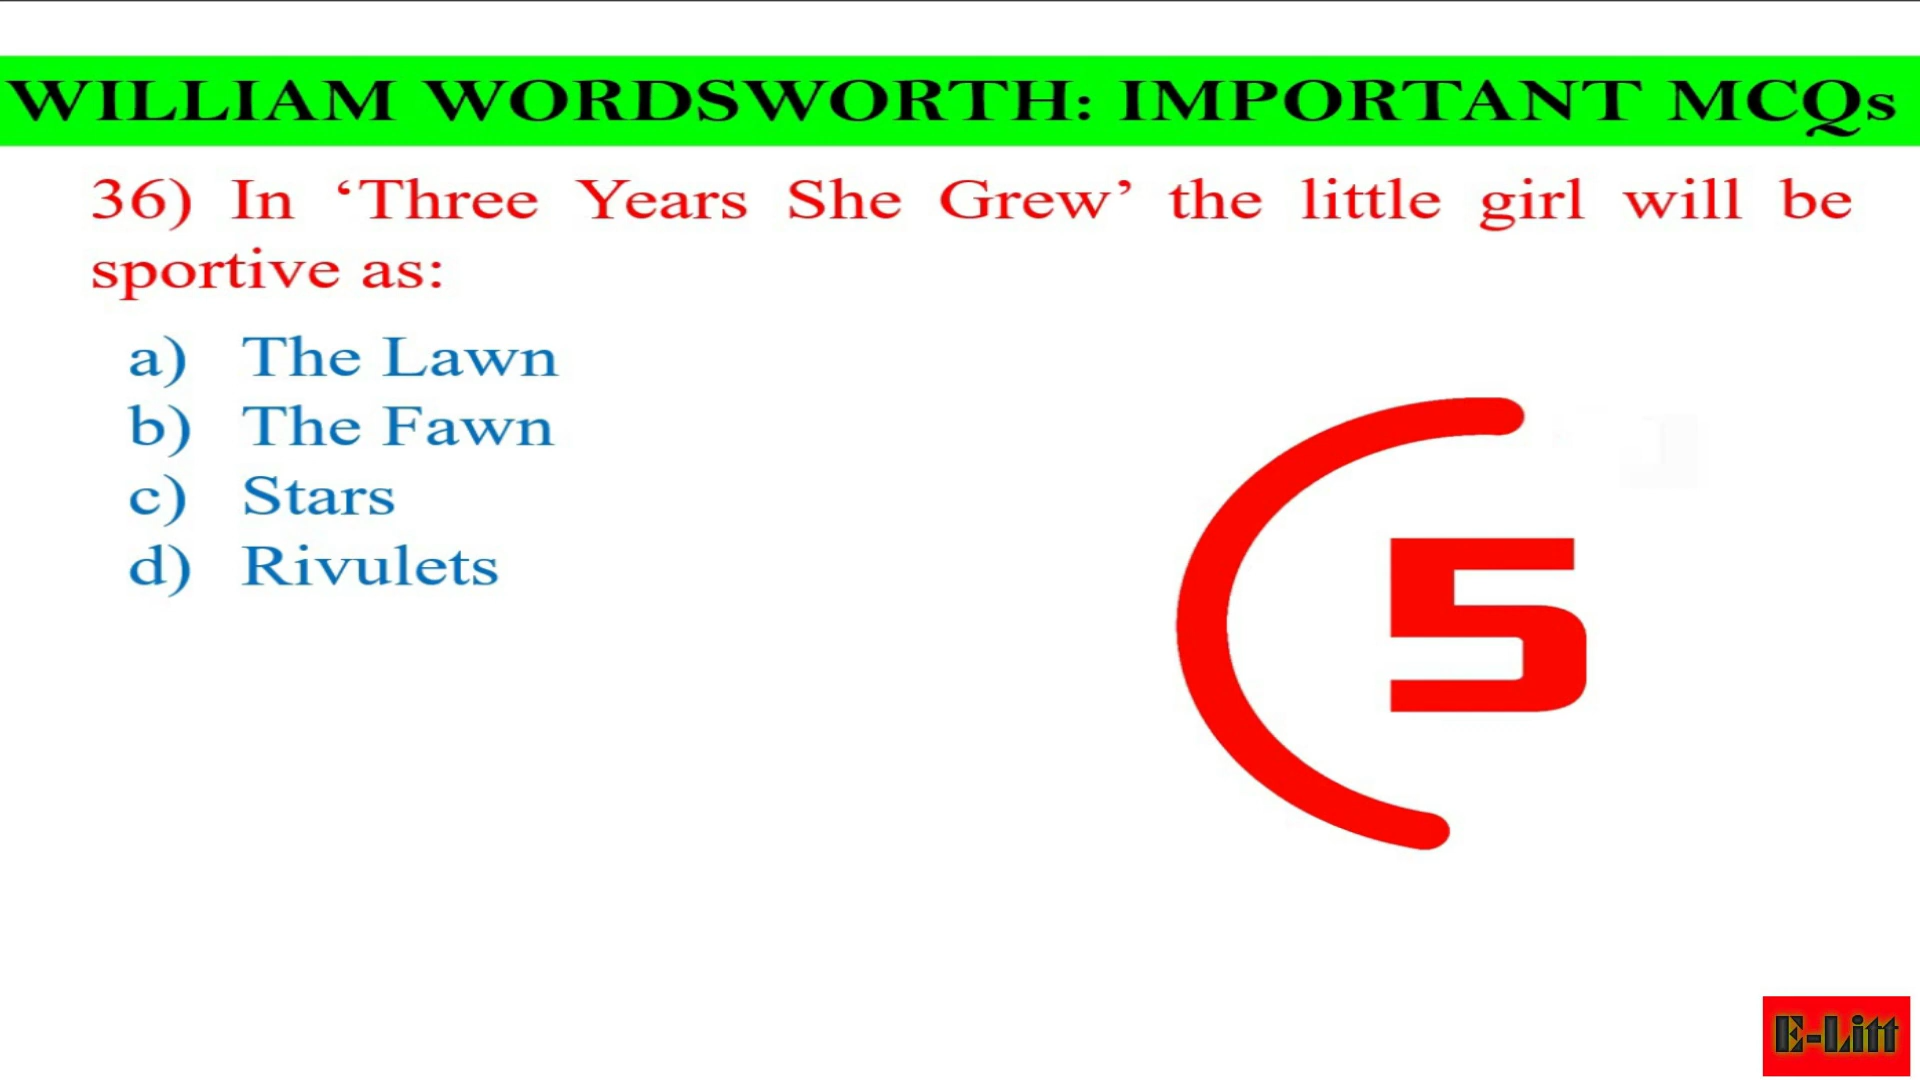 WILLIAM WORDSWORTH: IMPORTANT MCQs
36) In ‘Three Years She Grew’ the little girl will be
sportive as:
a) The Lawn
b) The Fawn
c) Stars
d) Rivulets
5
E-Litt